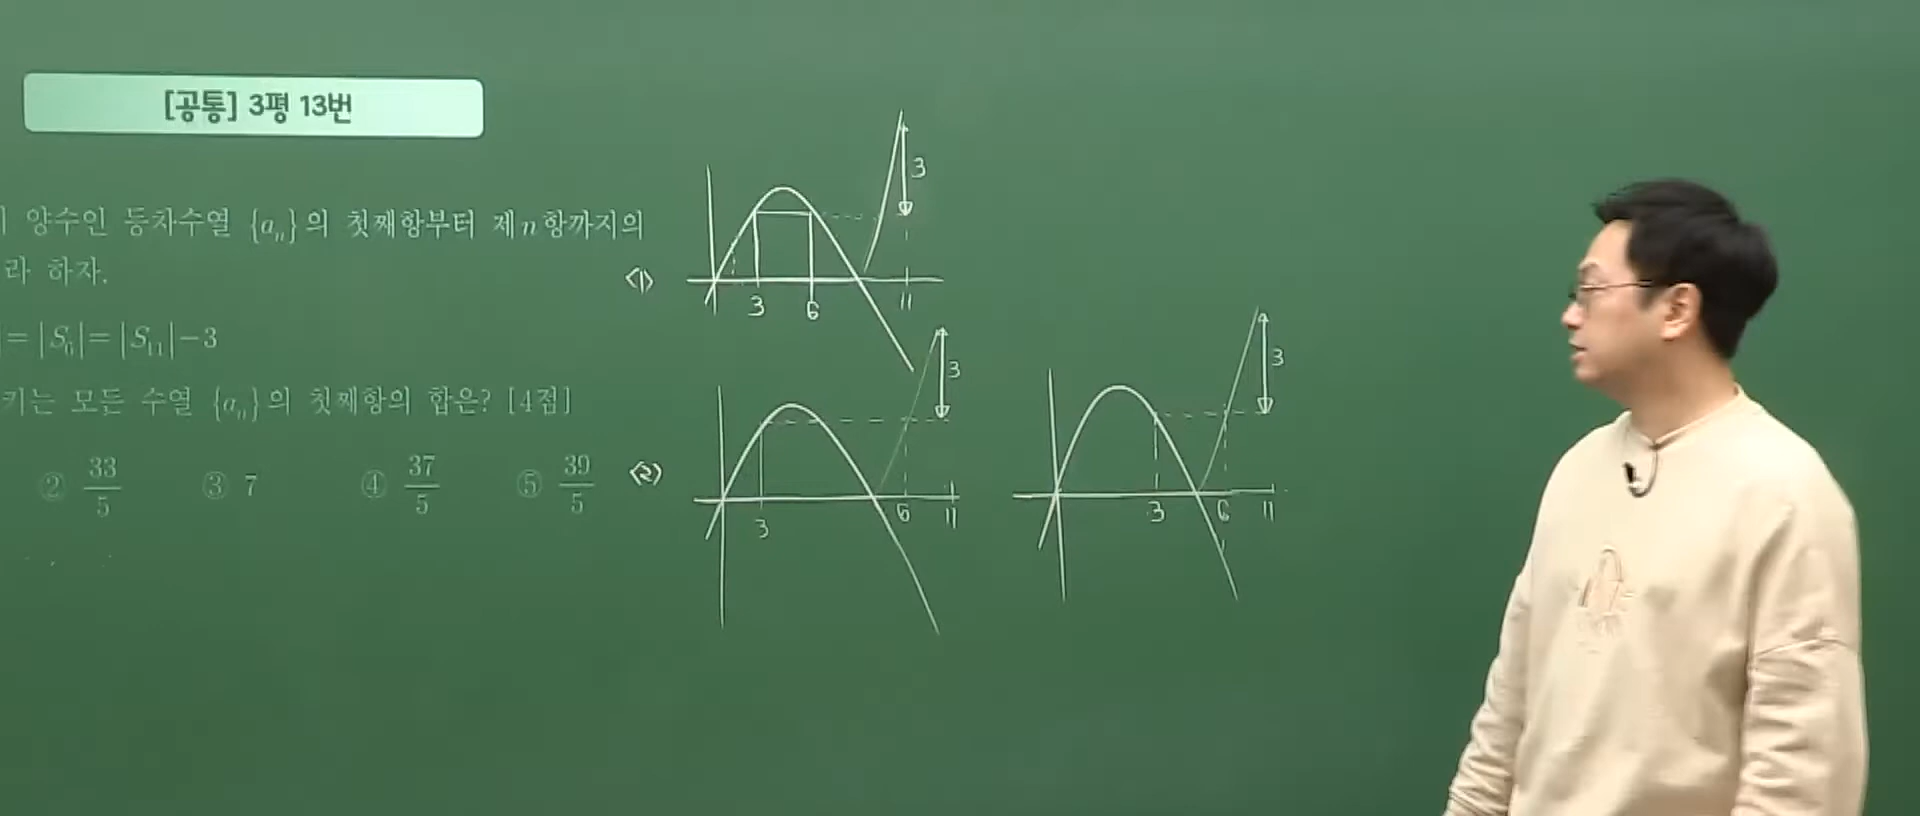 [공통] 3평 13번
양수인 등차수열 {aₙ}의 첫째항부터 제n항까지의
라 하자.
|=|S₆|=|S₁₁|-3
키는 모든 수열 {aₙ}의 첫째항의 합은? [4점]
② 33/5 ③ 7 ④ 37/5 ⑤ 39/5
<1>
3 6 11
3
<2>
3 6 11
3
3 6 11
3